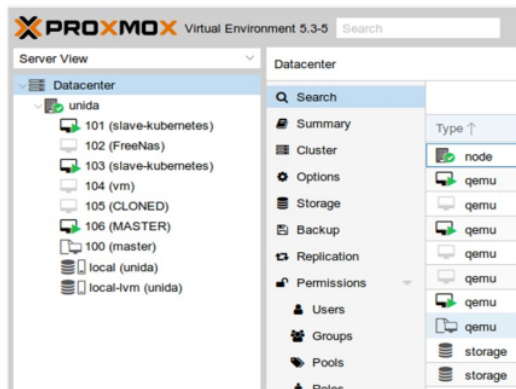 PROXMOX Virtual Environment 5.3-5 Search
Server View
Datacenter
unida
101 (slave-kubernetes)
102 (FreeNas)
103 (slave-kubernetes)
104 (vm)
105 (CLONED)
106 (MASTER)
100 (master)
local (unida)
local-lvm (unida)
Datacenter
Search
Summary
Cluster
Options
Storage
Backup
Replication
Permissions
Users
Groups
Pools
Roles
Type ↑
node
qemu
qemu
qemu
qemu
qemu
qemu
qemu
storage
storage